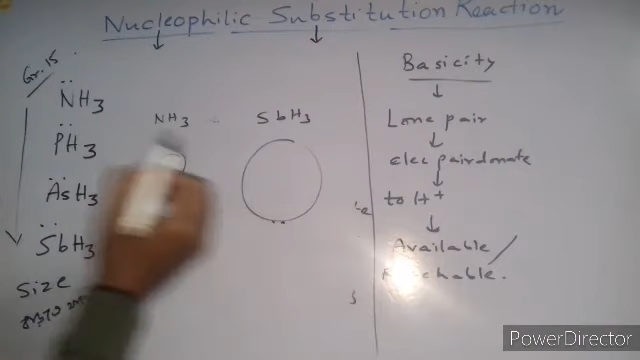 Nucleophilic Substitution Reaction
Gr. 15
NH3
PH3
AsH3
SbH3
Size
NH3
SbH3
Basicity
Lone pair
elec pair donate
to H+
Available /
PowerDirector